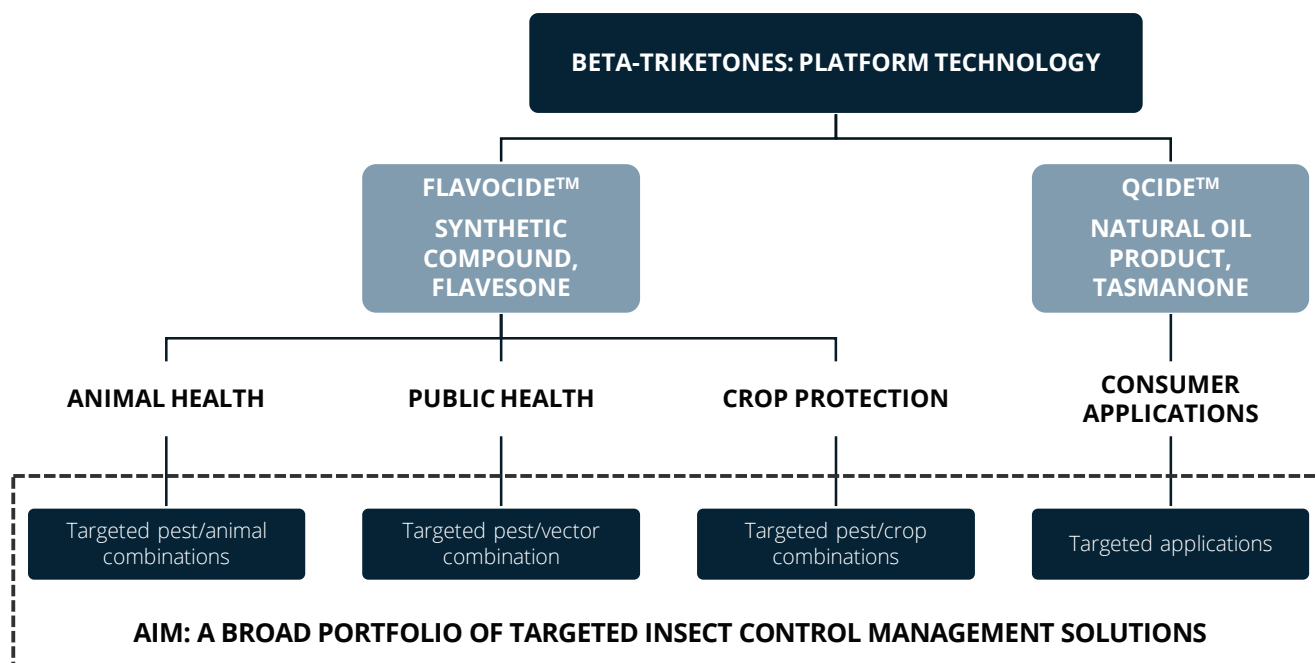 BETA-TRIKETONES: PLATFORM TECHNOLOGY
FLAVOCIDE™
SYNTHETIC
COMPOUND,
FLAVESONE
QCIDE™
NATURAL OIL
PRODUCT,
TASMANONE
ANIMAL HEALTH
PUBLIC HEALTH
CROP PROTECTION
CONSUMER
APPLICATIONS
Targeted pest/animal
combinations
Targeted pest/vector
combination
Targeted pest/crop
combinations
Targeted applications
AIM: A BROAD PORTFOLIO OF TARGETED INSECT CONTROL MANAGEMENT SOLUTIONS